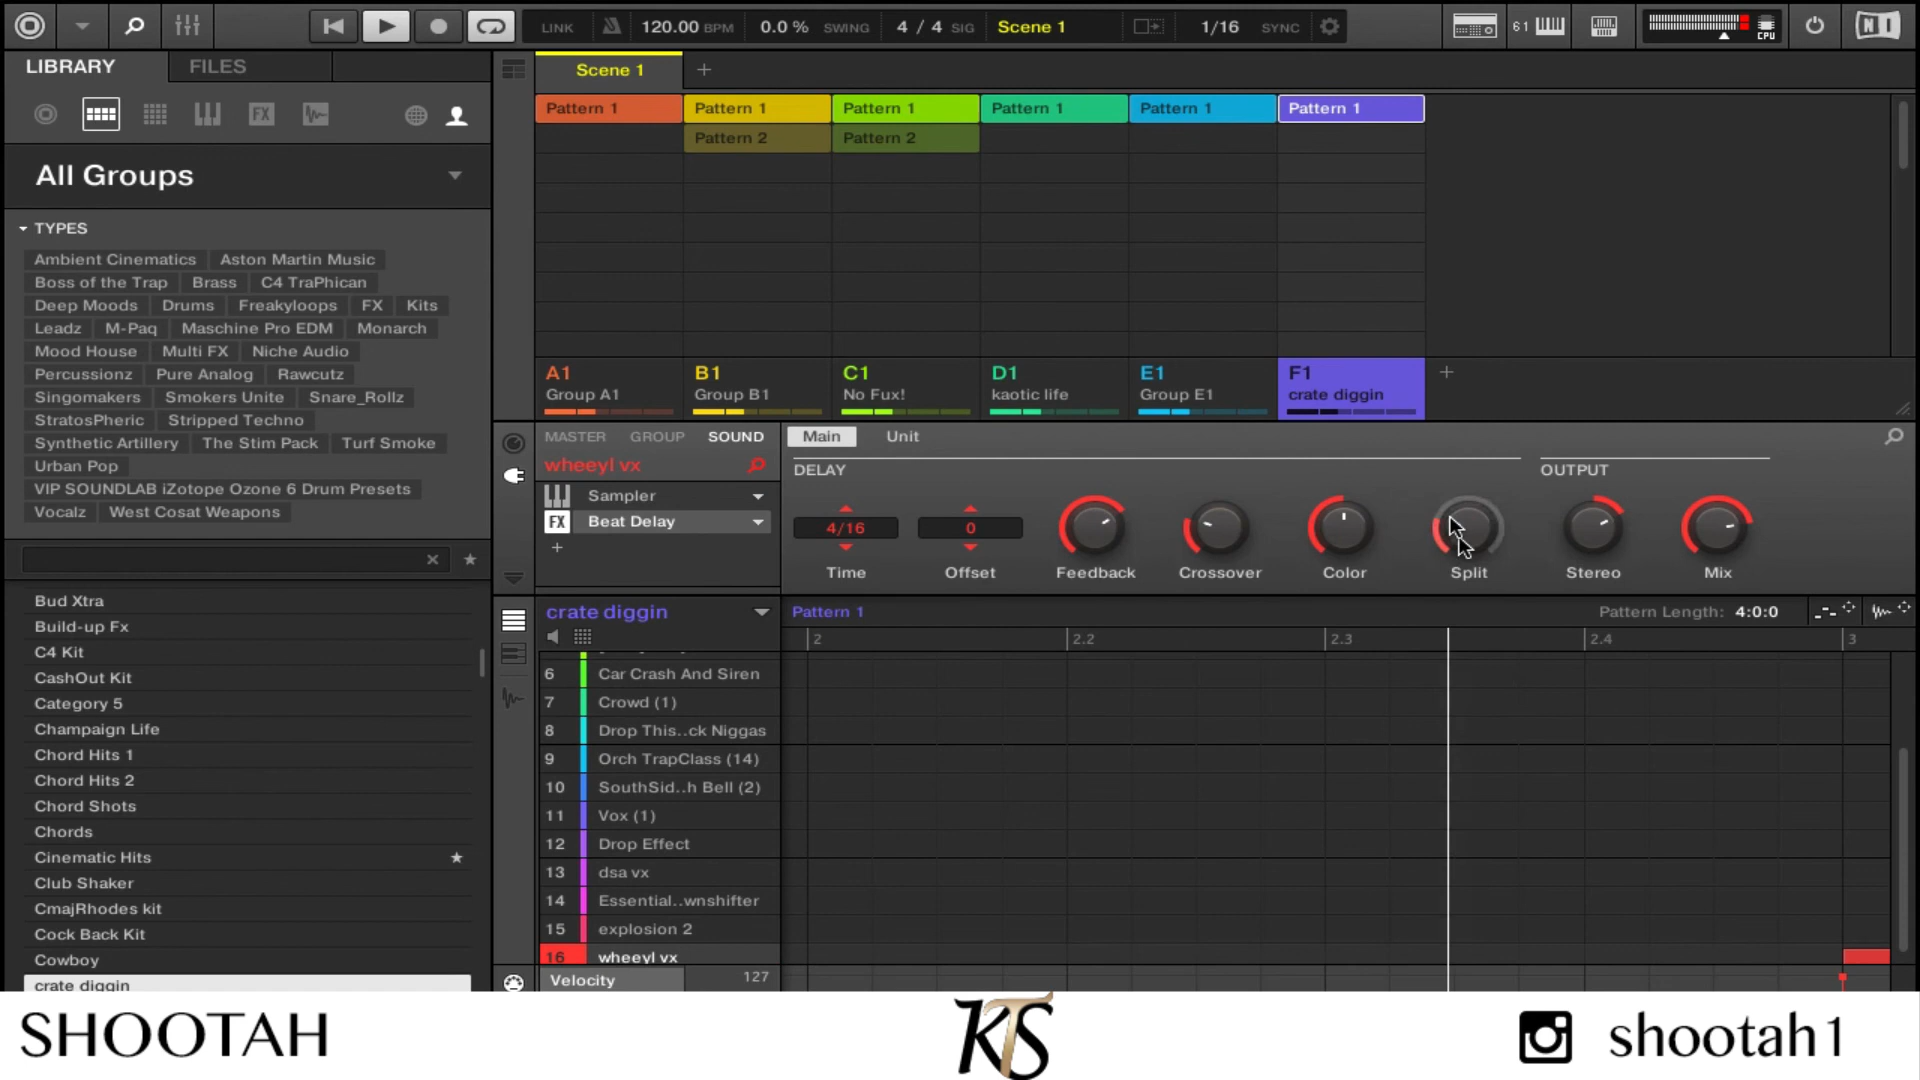 LINK 120.00 BPM 0.0 % SWING 4 / 4 SIG Scene 1 1/16 SYNC 61 CPU NI
LIBRARY FILES
All Groups
TYPES
Ambient Cinematics Aston Martin Music
Boss of the Trap Brass C4 TraPhican
Deep Moods Drums Freakyloops FX Kits
Leadz M-Paq Maschine Pro EDM Monarch
Mood House Multi FX Niche Audio
Percussionz Pure Analog Rawcutz
Singomakers Smokers Unite Snare_Rollz
StratosPheric Stripped Techno
Synthetic Artillery The Stim Pack Turf Smoke
Urban Pop
VIP SOUNDLAB iZotope Ozone 6 Drum Presets
Vocalz West Cosat Weapons
Bud Xtra
Build-up Fx
C4 Kit
CashOut Kit
Category 5
Champaign Life
Chord Hits 1
Chord Hits 2
Chord Shots
Chords
Cinematic Hits
Club Shaker
CmajRhodes kit
Cock Back Kit
Cowboy
crate diggin
Scene 1 +
Pattern 1 Pattern 1 Pattern 1 Pattern 1 Pattern 1 Pattern 1
Pattern 2 Pattern 2
A1 B1 C1 D1 E1 F1 +
Group A1 Group B1 No Fux! kaotic life Group E1 crate diggin
MASTER GROUP SOUND Main Unit
wheeyl vx
DELAY OUTPUT
Sampler
FX Beat Delay
+
4/16 0
Time Offset Feedback Crossover Color Split Stereo Mix
crate diggin Pattern 1 Pattern Length: 4:0:0
2 2.2 2.3 2.4 3
6 Car Crash And Siren
7 Crowd (1)
8 Drop This..ck Niggas
9 Orch TrapClass (14)
10 SouthSid..h Bell (2)
11 Vox (1)
12 Drop Effect
13 dsa vx
14 Essential..wnshifter
15 explosion 2
16 wheeyl vx
Velocity 127
SHOOTAH KTS shootah1